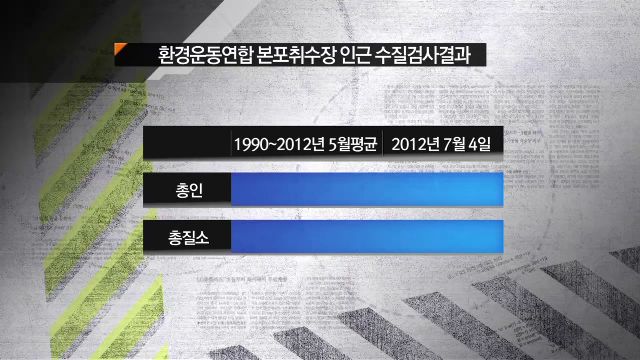 환경운동연합 본포취수장 인근 수질검사결과
1990~2012년 5월평균 2012년 7월 4일
총인
총질소